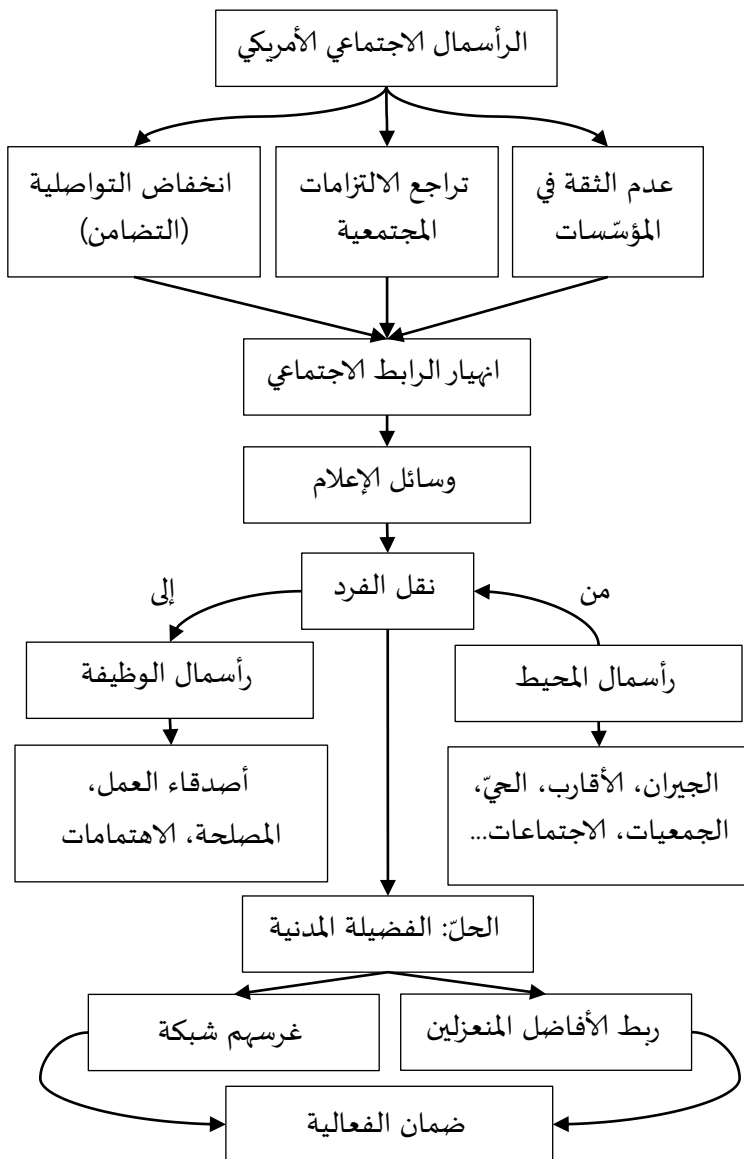 الرأسمال الاجتماعي الأمريكي
عدم الثقة في
المؤسّسات
تراجع الالتزامات
المجتمعية
انخفاض التواصلية
(التضامن)
انهيار الرابط الاجتماعي
وسائل الإعلام
نقل الفرد
من
إلى
رأسمال المحيط
رأسمال الوظيفة
الجيران، الأقارب، الحيّ،
الجمعيات، الاجتماعات...
أصدقاء العمل،
المصلحة، الاهتمامات
الحلّ: الفضيلة المدنية
ربط الأفاضل المنعزلين
غرسهم شبكة
ضمان الفعالية